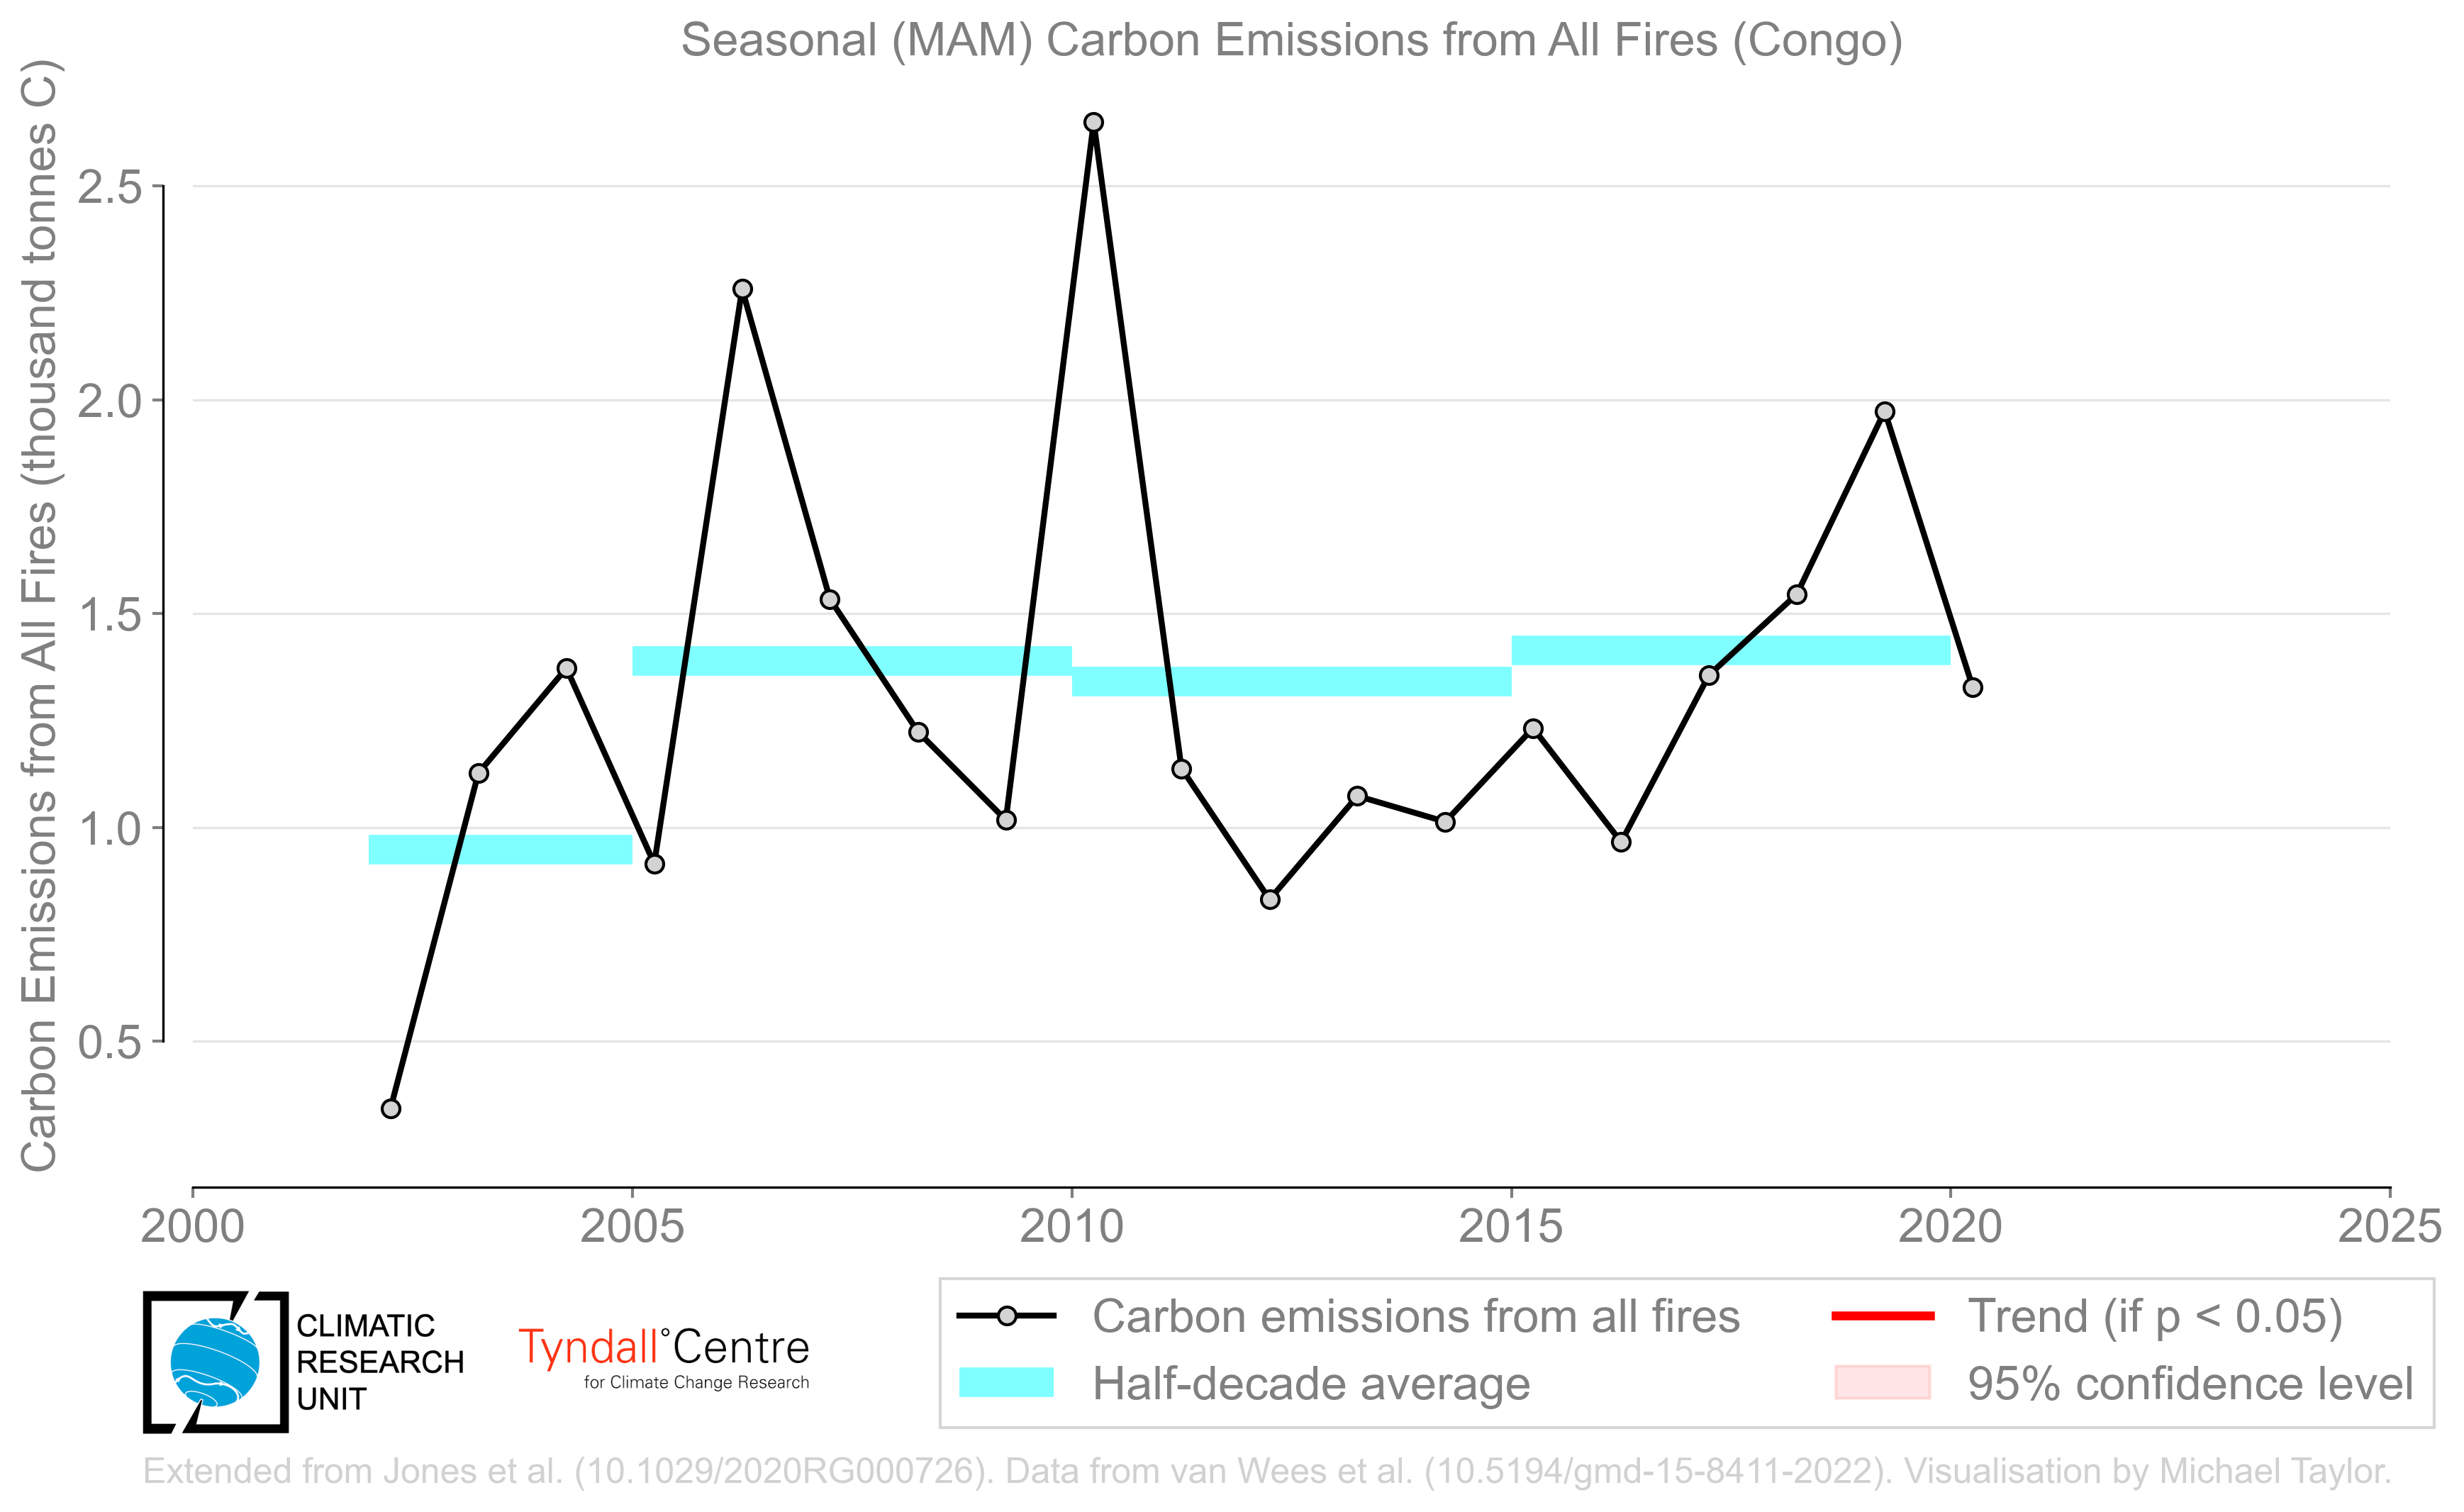 Seasonal (MAM) Carbon Emissions from All Fires (Congo)
Carbon Emissions from All Fires (thousand tonnes C)
2.5
2.0
1.5
1.0
0.5
2000 2005 2010 2015 2020 2025
CLIMATIC
RESEARCH
UNIT
Tyndall°Centre
for Climate Change Research
Carbon emissions from all fires
Half-decade average
Trend (if p < 0.05)
95% confidence level
Extended from Jones et al. (10.1029/2020RG000726). Data from van Wees et al. (10.5194/gmd-15-8411-2022). Visualisation by Michael Taylor.